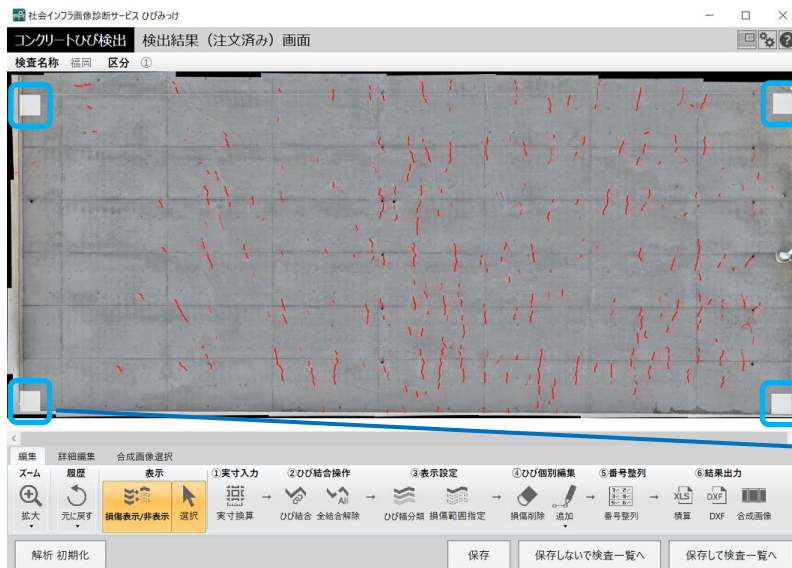 社会インフラ画像診断サービス ひびみっけ
コンクリートひび検出 検出結果（注文済み）画面
検査名称 福岡 区分 ①
編集 詳細編集 合成画像選択
ズーム 履歴 表示 ①実寸入力 ②ひび結合操作 ③表示設定 ④ひび個別編集 ⑤番号整列 ⑥結果出力
XLS DXF
拡大 元に戻す 損傷表示/非表示 選択 実寸換算 ひび結合 全結合解除 ひび幅分類 損傷範囲指定 損傷削除 追加 番号整列 積算 DXF 合成画像
解析 初期化 保存 保存しないで検査一覧へ 保存して検査一覧へ